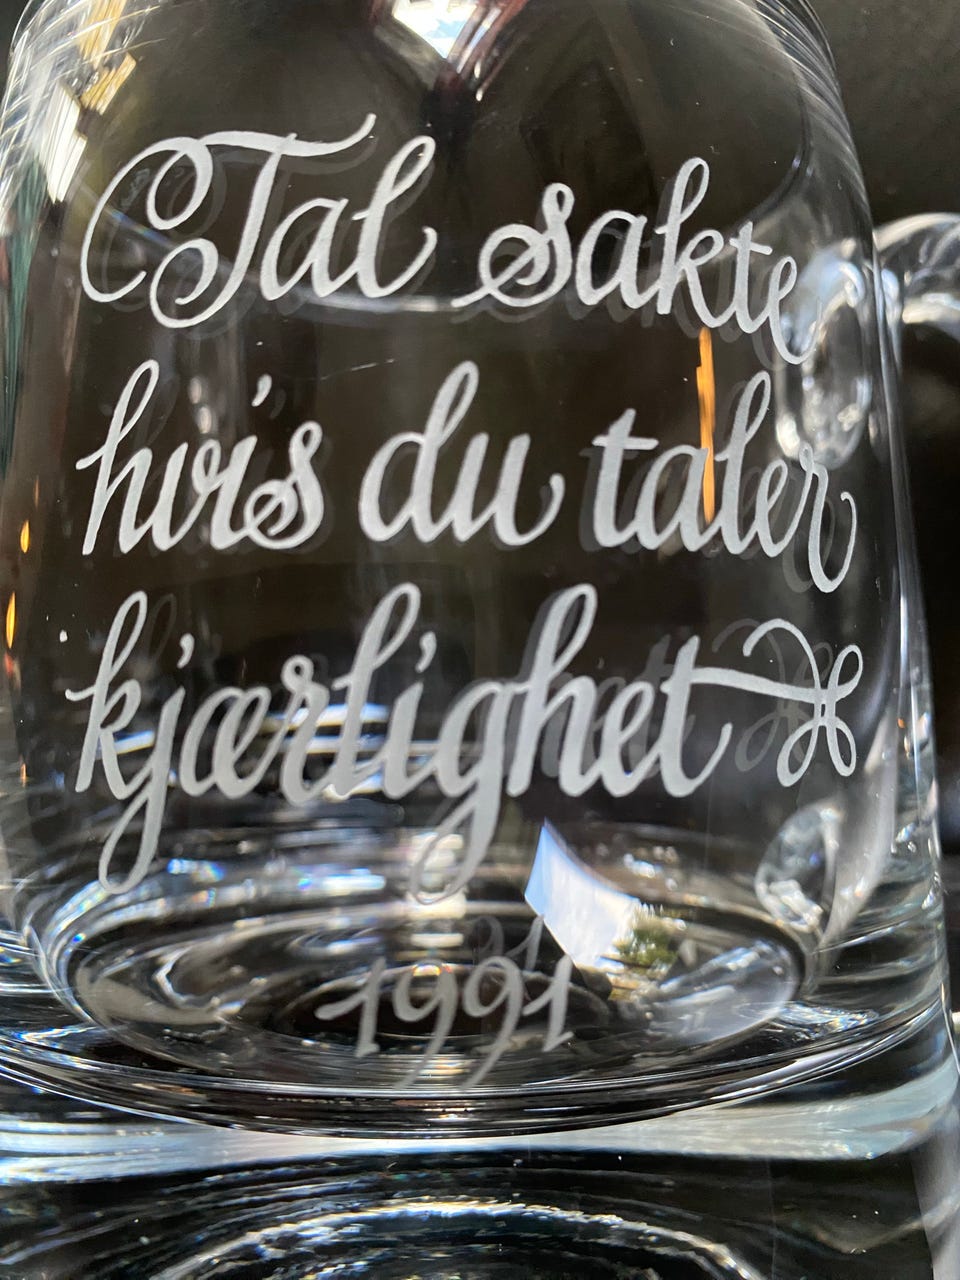 Tal sakte
hvis du taler
kjærlighet
1991